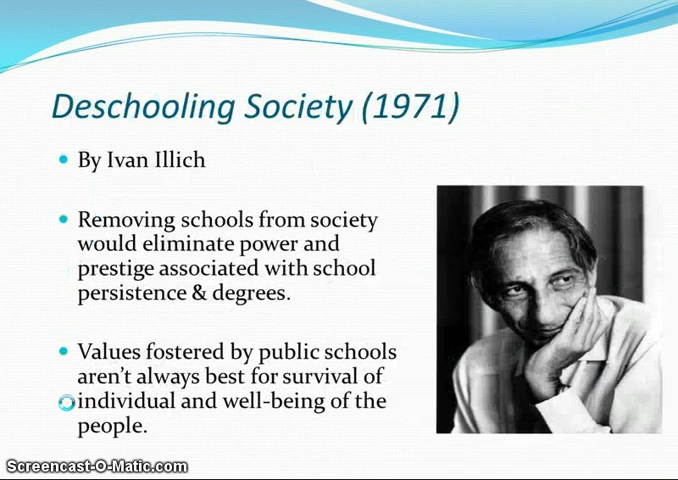 Deschooling Society (1971)
By Ivan Illich
Removing schools from society
would eliminate power and
prestige associated with school
persistence & degrees.
Values fostered by public schools
aren't always best for survival of
individual and well-being of the
people.
Screencast-O-Matic.com